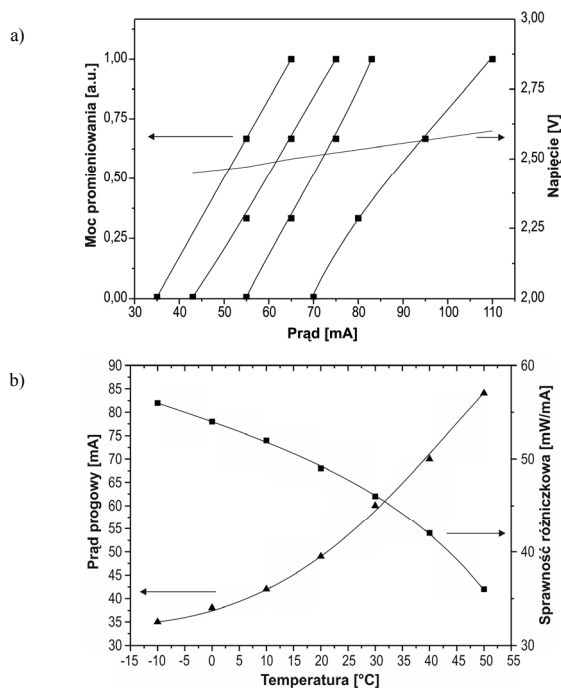 a)
Moc promieniowania [a.u.]
1,00
0,75
0,50
0,25
0,00
3,00
2,75
2,50
2,25
2,00
Napięcie [V]
30 40 50 60 70 80 90 100 110
Prąd [mA]
b)
Prąd progowy [mA]
90
85
80
75
70
65
60
55
50
45
40
35
30
60
50
40
30
Sprawność różniczkowa [mW/mA]
-15 -10 -5 0 5 10 15 20 25 30 35 40 45 50 55
Temperatura [°C]